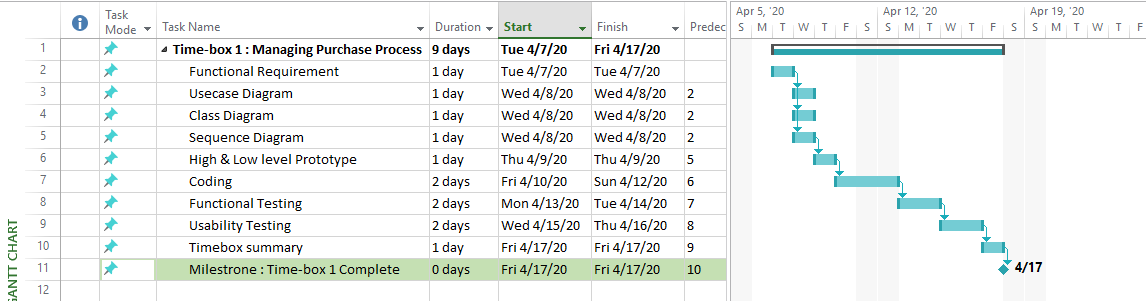 Task Mode Task Name Duration Start Finish Predec Apr 5, '20 Apr 12, '20 Apr 19, '20
S M T W T F S S M T W T F S S M T W T F
1 Time-box 1 : Managing Purchase Process 9 days Tue 4/7/20 Fri 4/17/20
2 Functional Requirement 1 day Tue 4/7/20 Tue 4/7/20
3 Usecase Diagram 1 day Wed 4/8/20 Wed 4/8/20 2
4 Class Diagram 1 day Wed 4/8/20 Wed 4/8/20 2
5 Sequence Diagram 1 day Wed 4/8/20 Wed 4/8/20 2
6 High & Low level Prototype 1 day Thu 4/9/20 Thu 4/9/20 5
7 Coding 2 days Fri 4/10/20 Sun 4/12/20 6
8 Functional Testing 2 days Mon 4/13/20 Tue 4/14/20 7
9 Usability Testing 2 days Wed 4/15/20 Thu 4/16/20 8
10 Timebox summary 1 day Fri 4/17/20 Fri 4/17/20 9
11 Milestrone : Time-box 1 Complete 0 days Fri 4/17/20 Fri 4/17/20 10 4/17
12
GANTT CHART